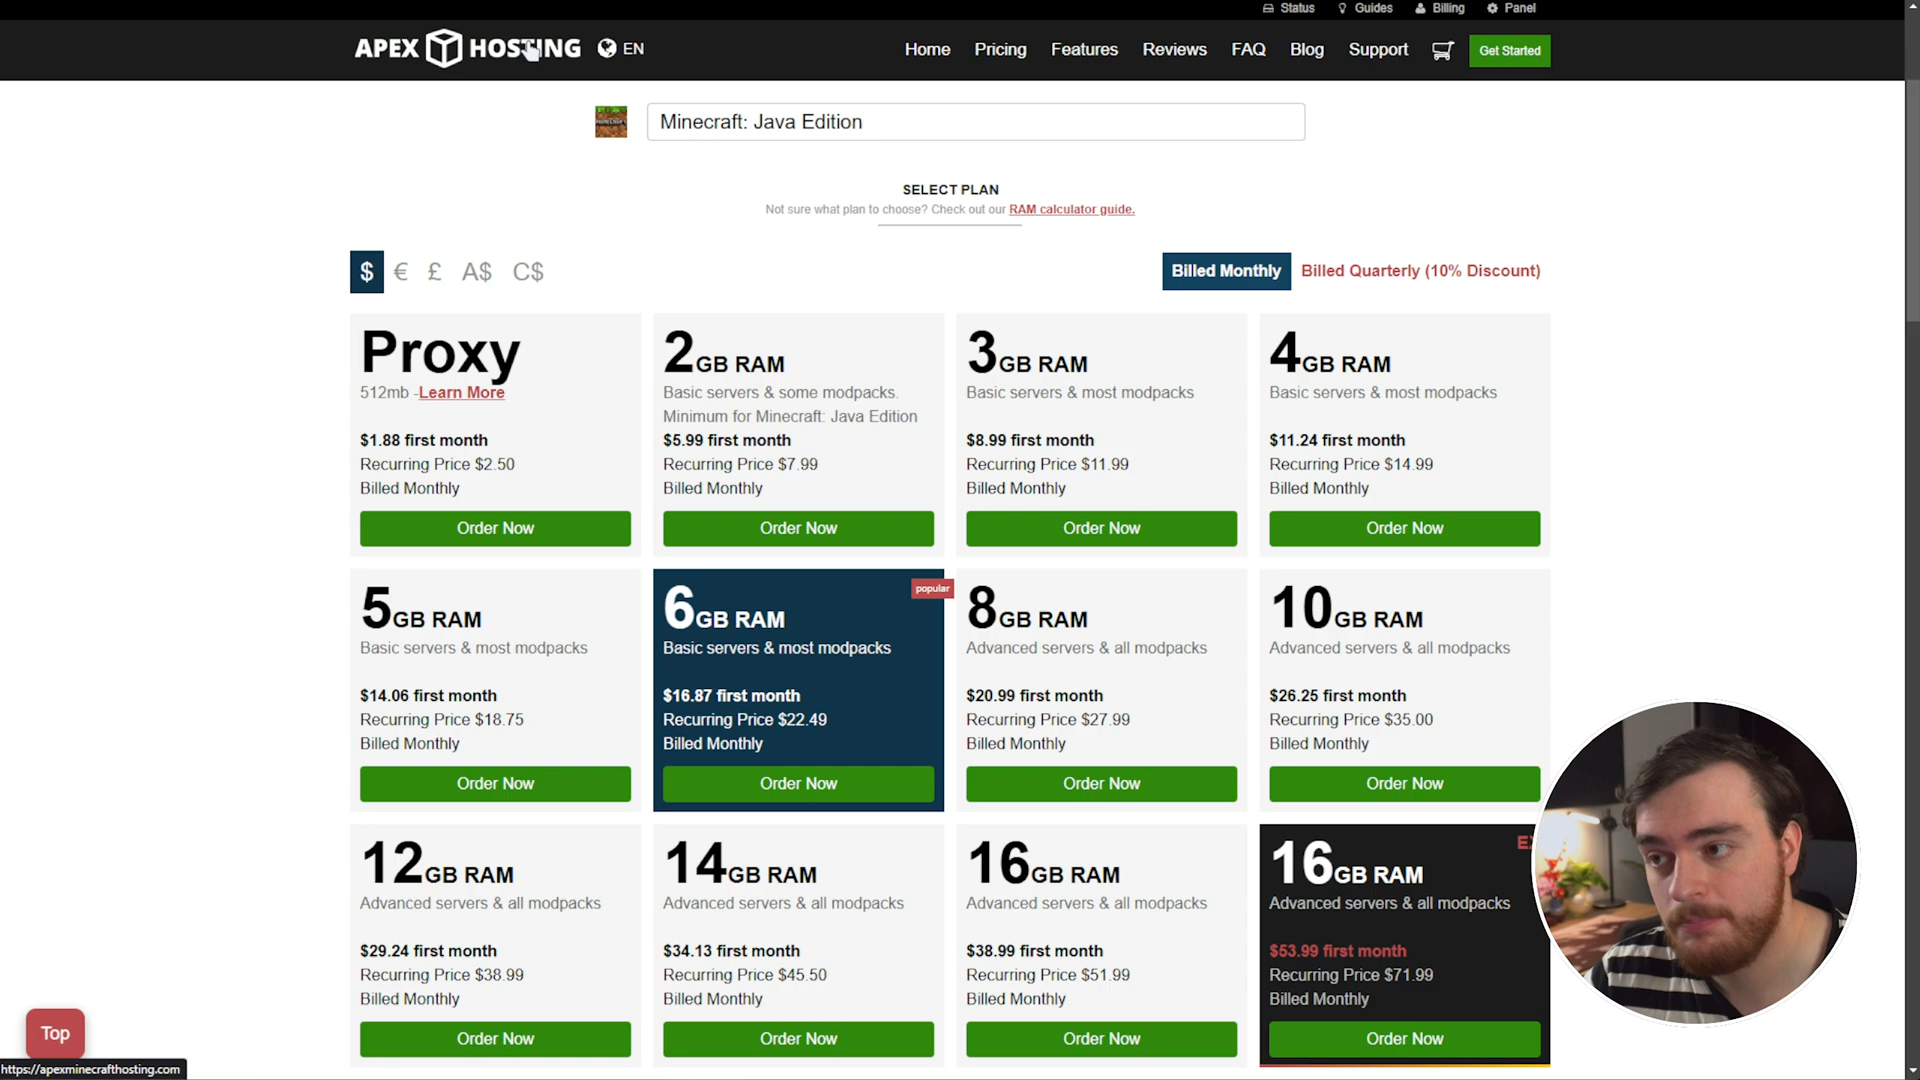 Status Guides Billing Panel
APEX HOSTING EN Home Pricing Features Reviews FAQ Blog Support Get Started
Minecraft: Java Edition
SELECT PLAN
Not sure what plan to choose? Check out our RAM calculator guide.
$ € £ A$ C$ Billed Monthly Billed Quarterly (10% Discount)
Proxy
512mb -Learn More
$1.88 first month
Recurring Price $2.50
Billed Monthly
Order Now
2GB RAM
Basic servers & some modpacks.
Minimum for Minecraft: Java Edition
$5.99 first month
Recurring Price $7.99
Billed Monthly
Order Now
3GB RAM
Basic servers & most modpacks
$8.99 first month
Recurring Price $11.99
Billed Monthly
Order Now
4GB RAM
Basic servers & most modpacks
$11.24 first month
Recurring Price $14.99
Billed Monthly
Order Now
5GB RAM
Basic servers & most modpacks
$14.06 first month
Recurring Price $18.75
Billed Monthly
Order Now
popular
6GB RAM
Basic servers & most modpacks
$16.87 first month
Recurring Price $22.49
Billed Monthly
Order Now
8GB RAM
Advanced servers & all modpacks
$20.99 first month
Recurring Price $27.99
Billed Monthly
Order Now
10GB RAM
Advanced servers & all modpacks
$26.25 first month
Recurring Price $35.00
Billed Monthly
Order Now
12GB RAM
Advanced servers & all modpacks
$29.24 first month
Recurring Price $38.99
Billed Monthly
Order Now
14GB RAM
Advanced servers & all modpacks
$34.13 first month
Recurring Price $45.50
Billed Monthly
Order Now
16GB RAM
Advanced servers & all modpacks
$38.99 first month
Recurring Price $51.99
Billed Monthly
Order Now
16GB RAM
Advanced servers & all modpacks
$53.99 first month
Recurring Price $71.99
Billed Monthly
Order Now
Top
https://apexminecrafthosting.com